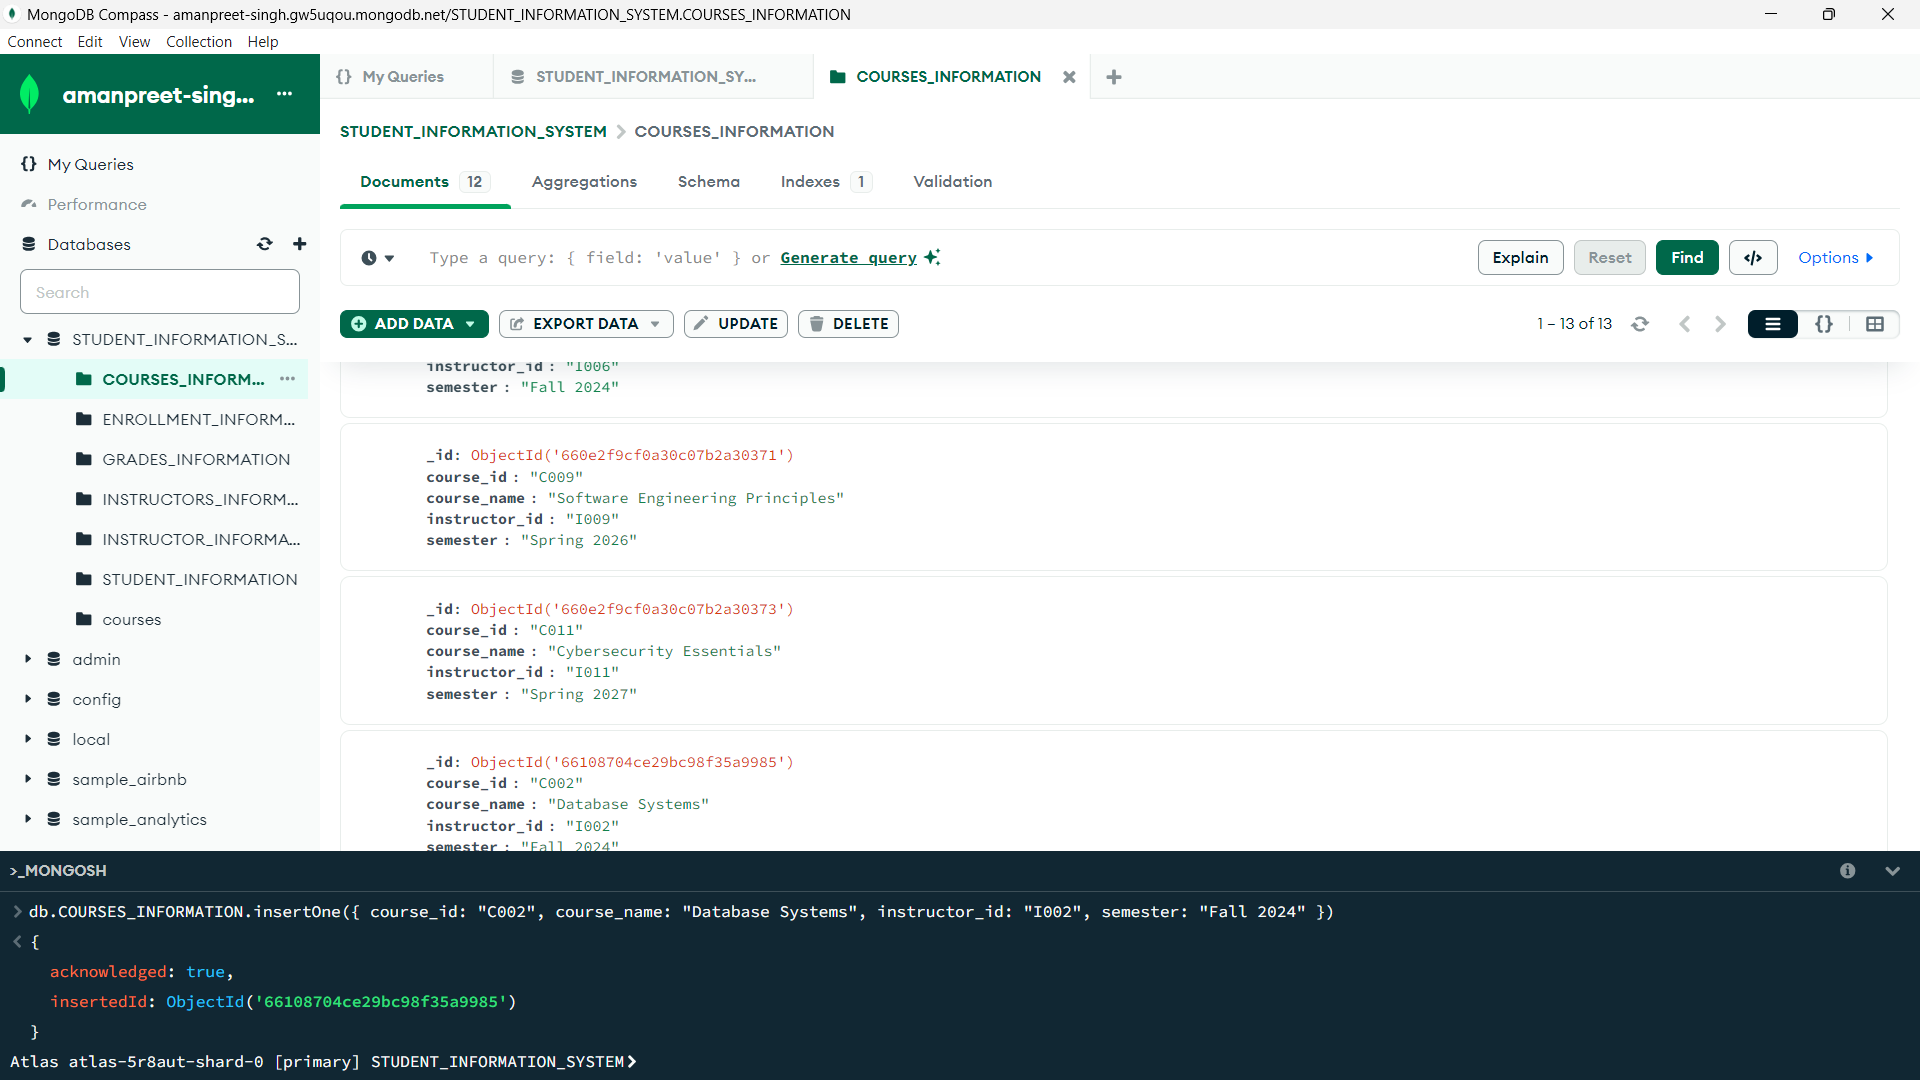 MongoDB Compass - amanpreet-singh.gw5uqou.mongodb.net/STUDENT_INFORMATION_SYSTEM.COURSES_INFORMATION
Connect Edit View Collection Help
amanpreet-sing...
My Queries
Performance
Databases
Search
STUDENT_INFORMATION_S...
COURSES_INFORM...
ENROLLMENT_INFORM...
GRADES_INFORMATION
INSTRUCTORS_INFORM...
INSTRUCTOR_INFORMA...
STUDENT_INFORMATION
courses
admin
config
local
sample_airbnb
sample_analytics
{} My Queries STUDENT_INFORMATION_SY... COURSES_INFORMATION
STUDENT_INFORMATION_SYSTEM > COURSES_INFORMATION
Documents 12 Aggregations Schema Indexes 1 Validation
Type a query: { field: 'value' } or Generate query Explain Reset Find </> Options
ADD DATA EXPORT DATA UPDATE DELETE 1 – 13 of 13 {}
instructor_id : "I006"
semester : "Fall 2024"
_id: ObjectId('660e2f9cf0a30c07b2a30371')
course_id : "C009"
course_name : "Software Engineering Principles"
instructor_id : "I009"
semester : "Spring 2026"
_id: ObjectId('660e2f9cf0a30c07b2a30373')
course_id : "C011"
course_name : "Cybersecurity Essentials"
instructor_id : "I011"
semester : "Spring 2027"
_id: ObjectId('66108704ce29bc98f35a9985')
course_id : "C002"
course_name : "Database Systems"
instructor_id : "I002"
semester : "Fall 2024"
>_MONGOSH
> db.COURSES_INFORMATION.insertOne({ course_id: "C002", course_name: "Database Systems", instructor_id: "I002", semester: "Fall 2024" })
< {
acknowledged: true,
insertedId: ObjectId('66108704ce29bc98f35a9985')
}
Atlas atlas-5r8aut-shard-0 [primary] STUDENT_INFORMATION_SYSTEM>